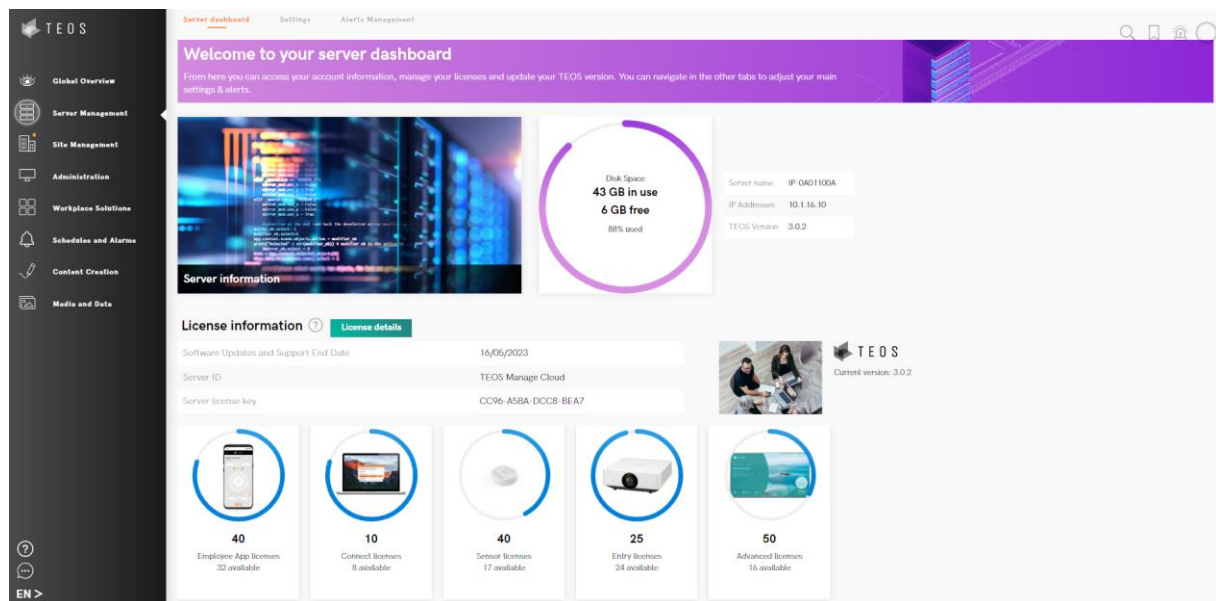 TEOS
Global Overview
Server Management
Site Management
Administration
Workplace Solutions
Schedules and Alarms
Content Creation
Media and Data
EN >
Server dashboard
Settings
Alerts Management
Welcome to your server dashboard
From here you can access your account information, manage your licenses and update your TEOS version. You can navigate in the other tabs to adjust your main
settings & alerts.
Server information
Disk Space
43 GB in use
6 GB free
88% used
Server name IP-0A01100A
IP Addresses 10.1.16.10
TEOS Version 3.0.2
License information ? License details
Software Updates and Support End Date 16/05/2023
Server ID TEOS Manage Cloud
Server license key CC96-A5BA-DCC8-BEA7
TEOS
Current version: 3.0.2
40
Employee App licenses
32 available
10
Connect licenses
8 available
40
Sensor licenses
17 available
25
Entry licenses
24 available
50
Advanced licenses
16 available